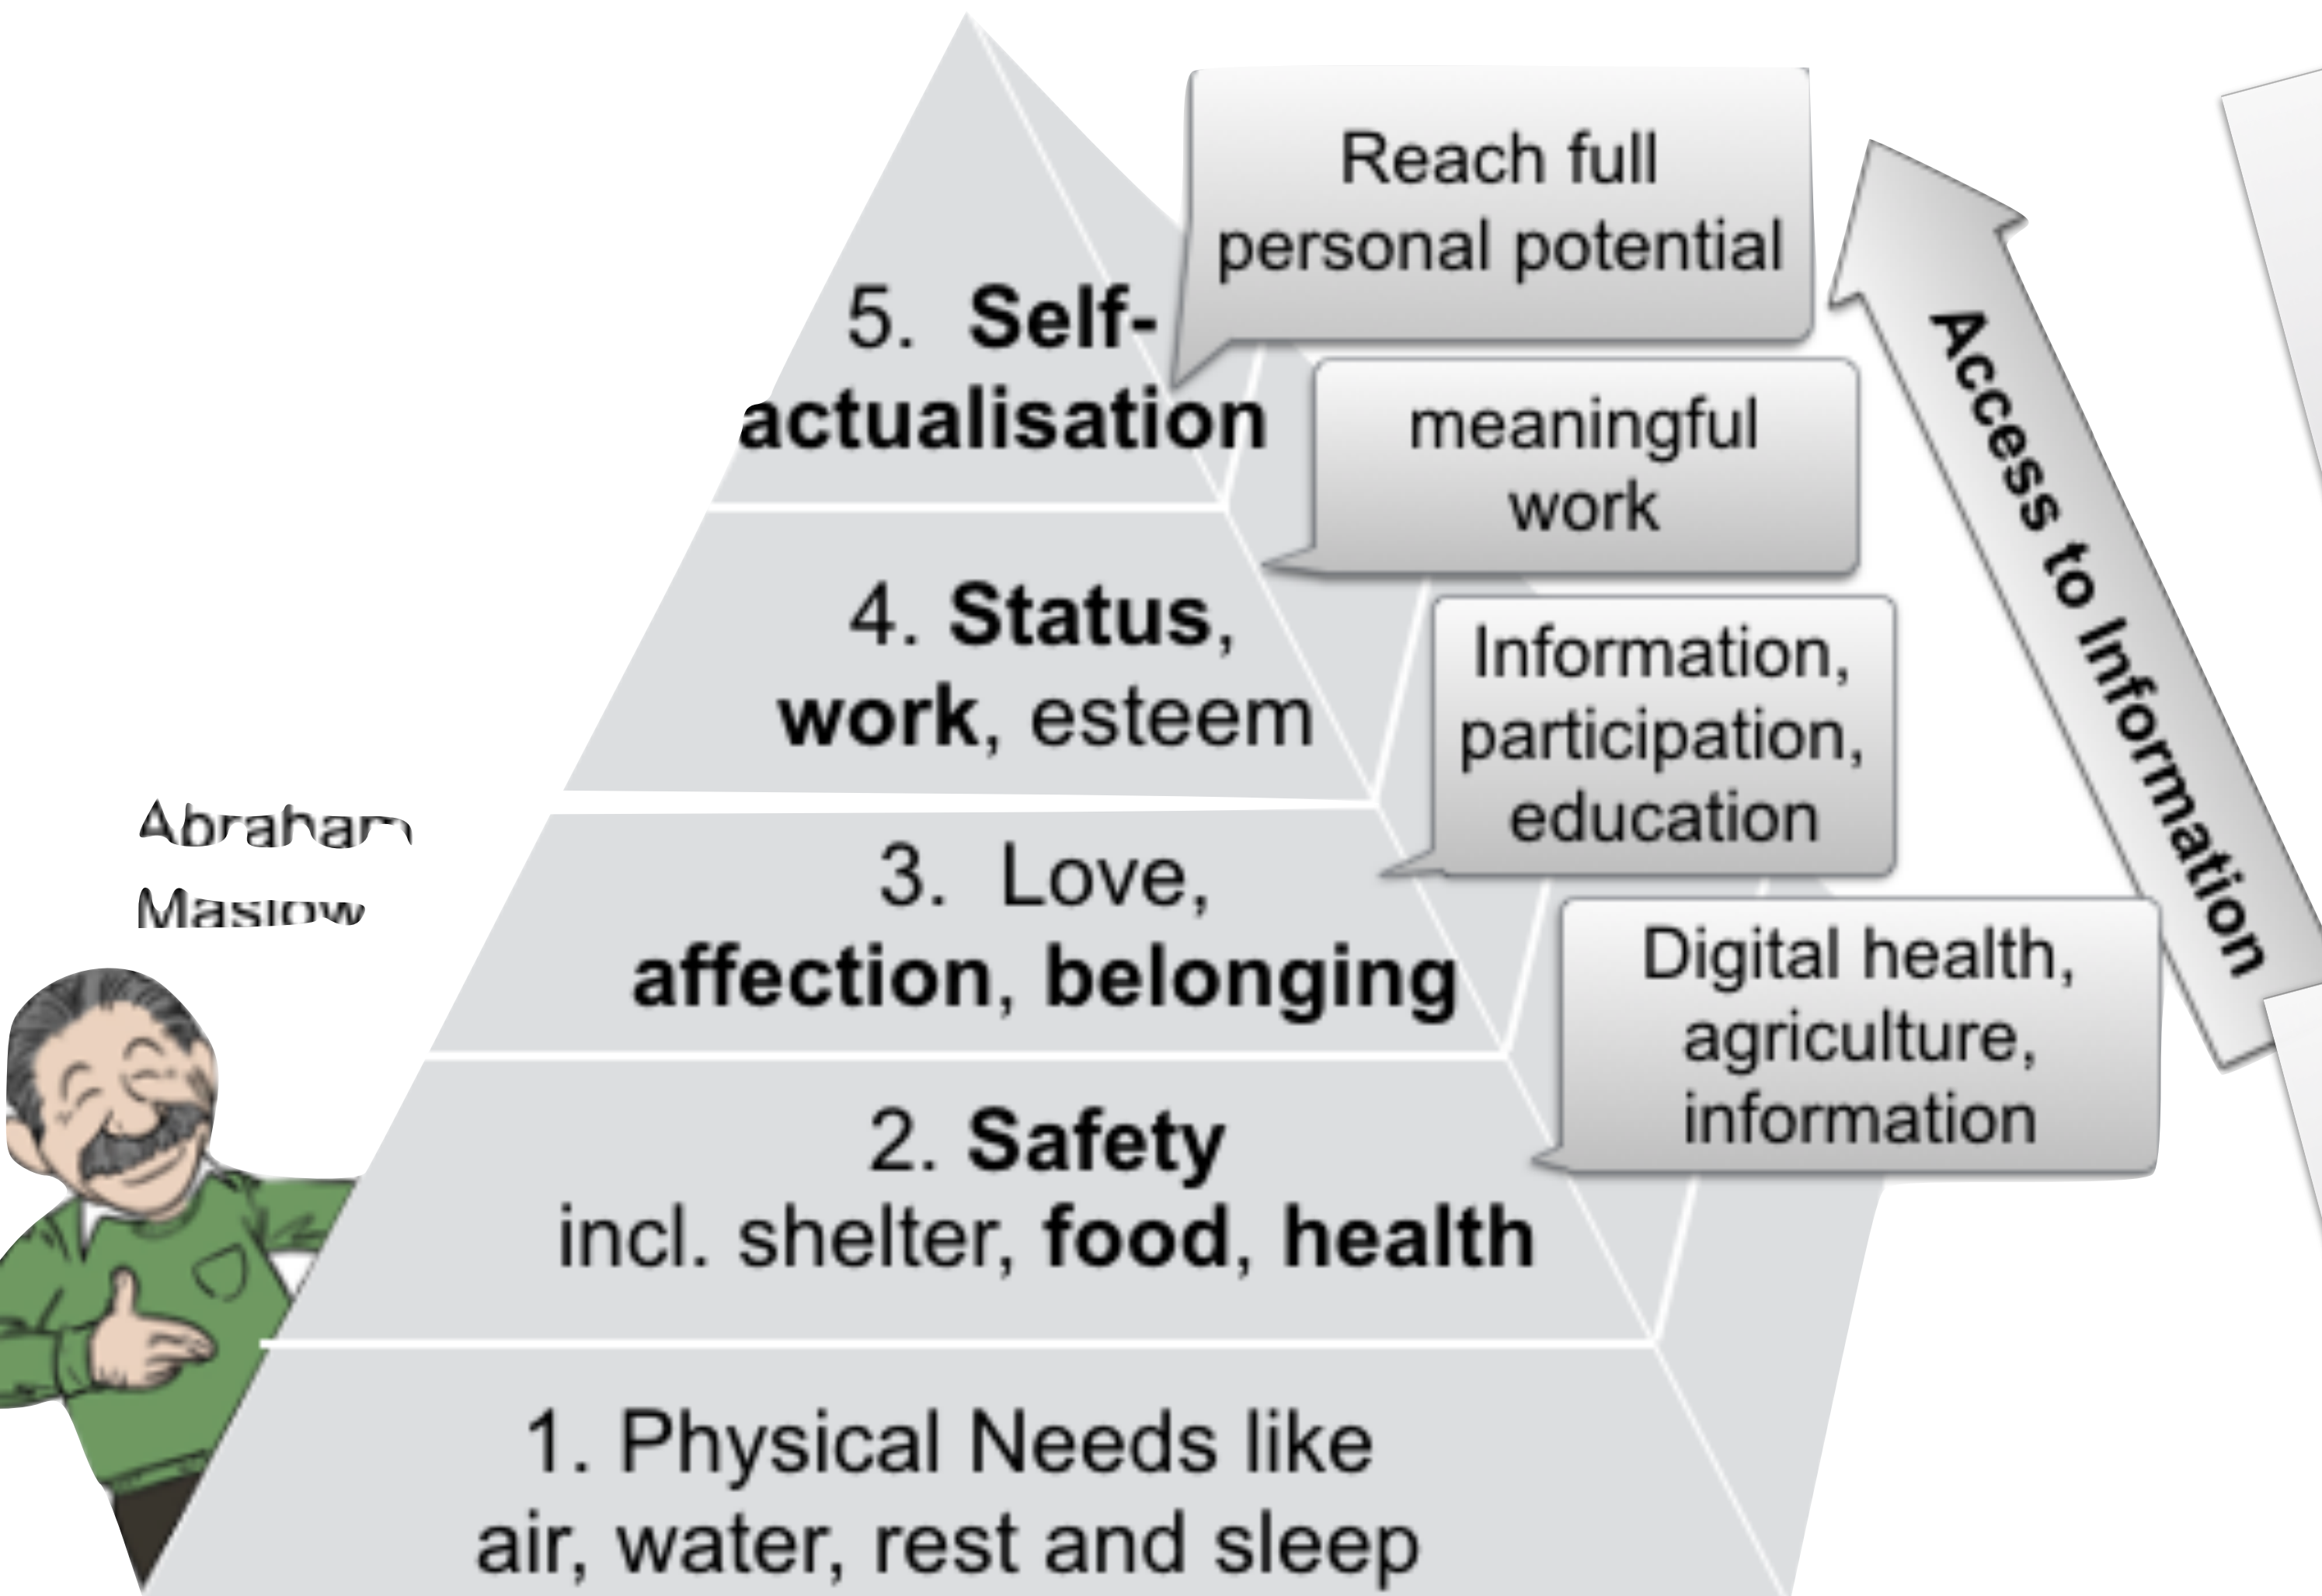 Reach full
personal potential
5. Self-
actualisation
meaningful
work
4. Status,
work, esteem
Information,
participation,
education
Access to Information
Abraham
Maslow
3. Love,
affection, belonging
Digital health,
agriculture,
information
2. Safety
incl. shelter, food, health
1. Physical Needs like
air, water, rest and sleep